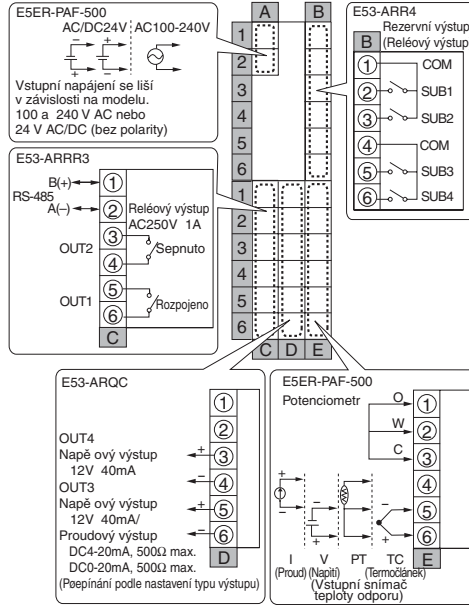 E5ER-PAF-500
AC/DC24V
AC100-240V
Vstupní napájení se liší
v závislosti na modelu.
100 a 240 V AC nebo
24 V AC/DC (bez polarity)
A
B
1
2
3
4
5
6
1
2
3
4
5
6
C D E
E53-ARR4
Rezervní výstup
(Reléový výstup
B
1 COM
2 SUB1
3 SUB2
4 COM
5 SUB3
6 SUB4
E53-ARRR3
B(+) 1
RS-485
A(−) 2
Reléový výstup
AC250V 1A
3
OUT2 Sepnuto
4
5
OUT1 Rozpojeno
6
C
E53-ARQC
1
2
OUT4
Napě ový výstup + 3
12V 40mA − 4
OUT3
Napě ový výstup + 5
12V 40mA/
Proudový výstup − 6
DC4-20mA, 500Ω max.
DC0-20mA, 500Ω max.
D
(Pøepínání podle nastavení typu výstupu)
E5ER-PAF-500
Potenciometr
O 1
W 2
C 3
4
+ − − 5
− + + 6
I V PT TC
E
(Proud) (Napití) (Termočlánek)
(Vstupní snímač
teploty odporu)